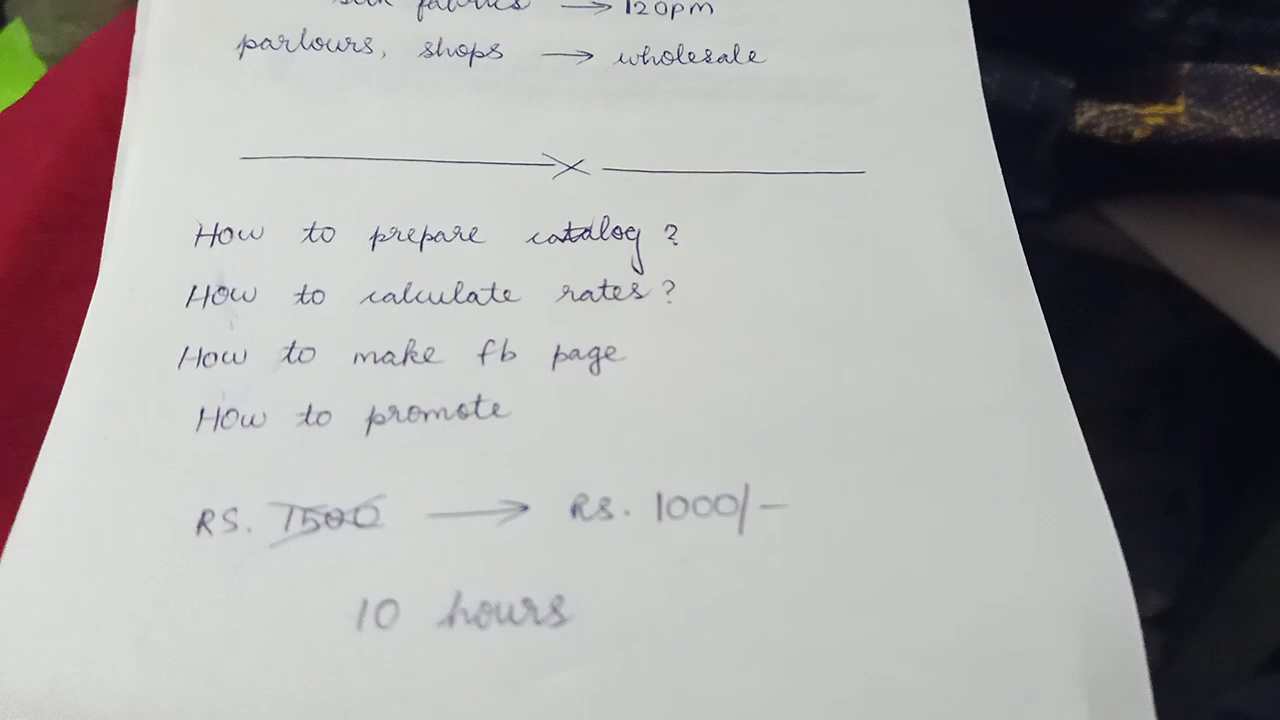 fabrics → 120pm
parlours, shops → wholesale
How to prepare catalog?
How to calculate rates?
How to make fb page
How to promote
RS. 1500 → RS. 1000/-
10 hours